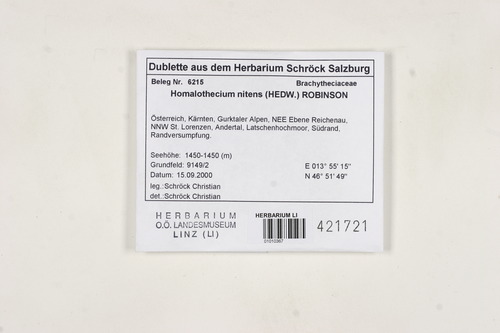 Dublette aus dem Herbarium Schröck Salzburg
Beleg Nr. 6215 Brachytheciaceae
Homalothecium nitens (HEDW.) ROBINSON
Österreich, Kärnten, Gurktaler Alpen, NEE Ebene Reichenau,
NNW St. Lorenzen, Andertal, Latschenhochmoor, Südrand,
Randversumpfung.
Seehöhe: 1450-1450 (m)
Grundfeld: 9149/2 E 013° 55' 15"
Datum: 15.09.2000 N 46° 51' 49"
leg.:Schröck Christian
det.:Schröck Christian
HERBARIUM
O.Ö. LANDESMUSEUM
LINZ (LI)
HERBARIUM LI
01010367
421721